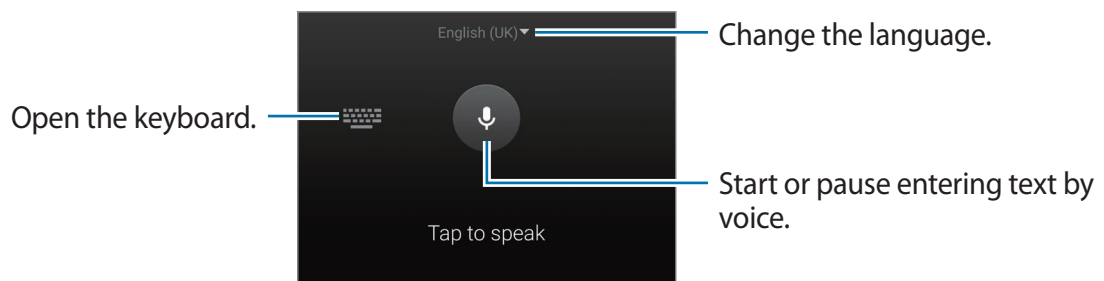 English (UK)
Change the language.
Open the keyboard.
Start or pause entering text by
voice.
Tap to speak